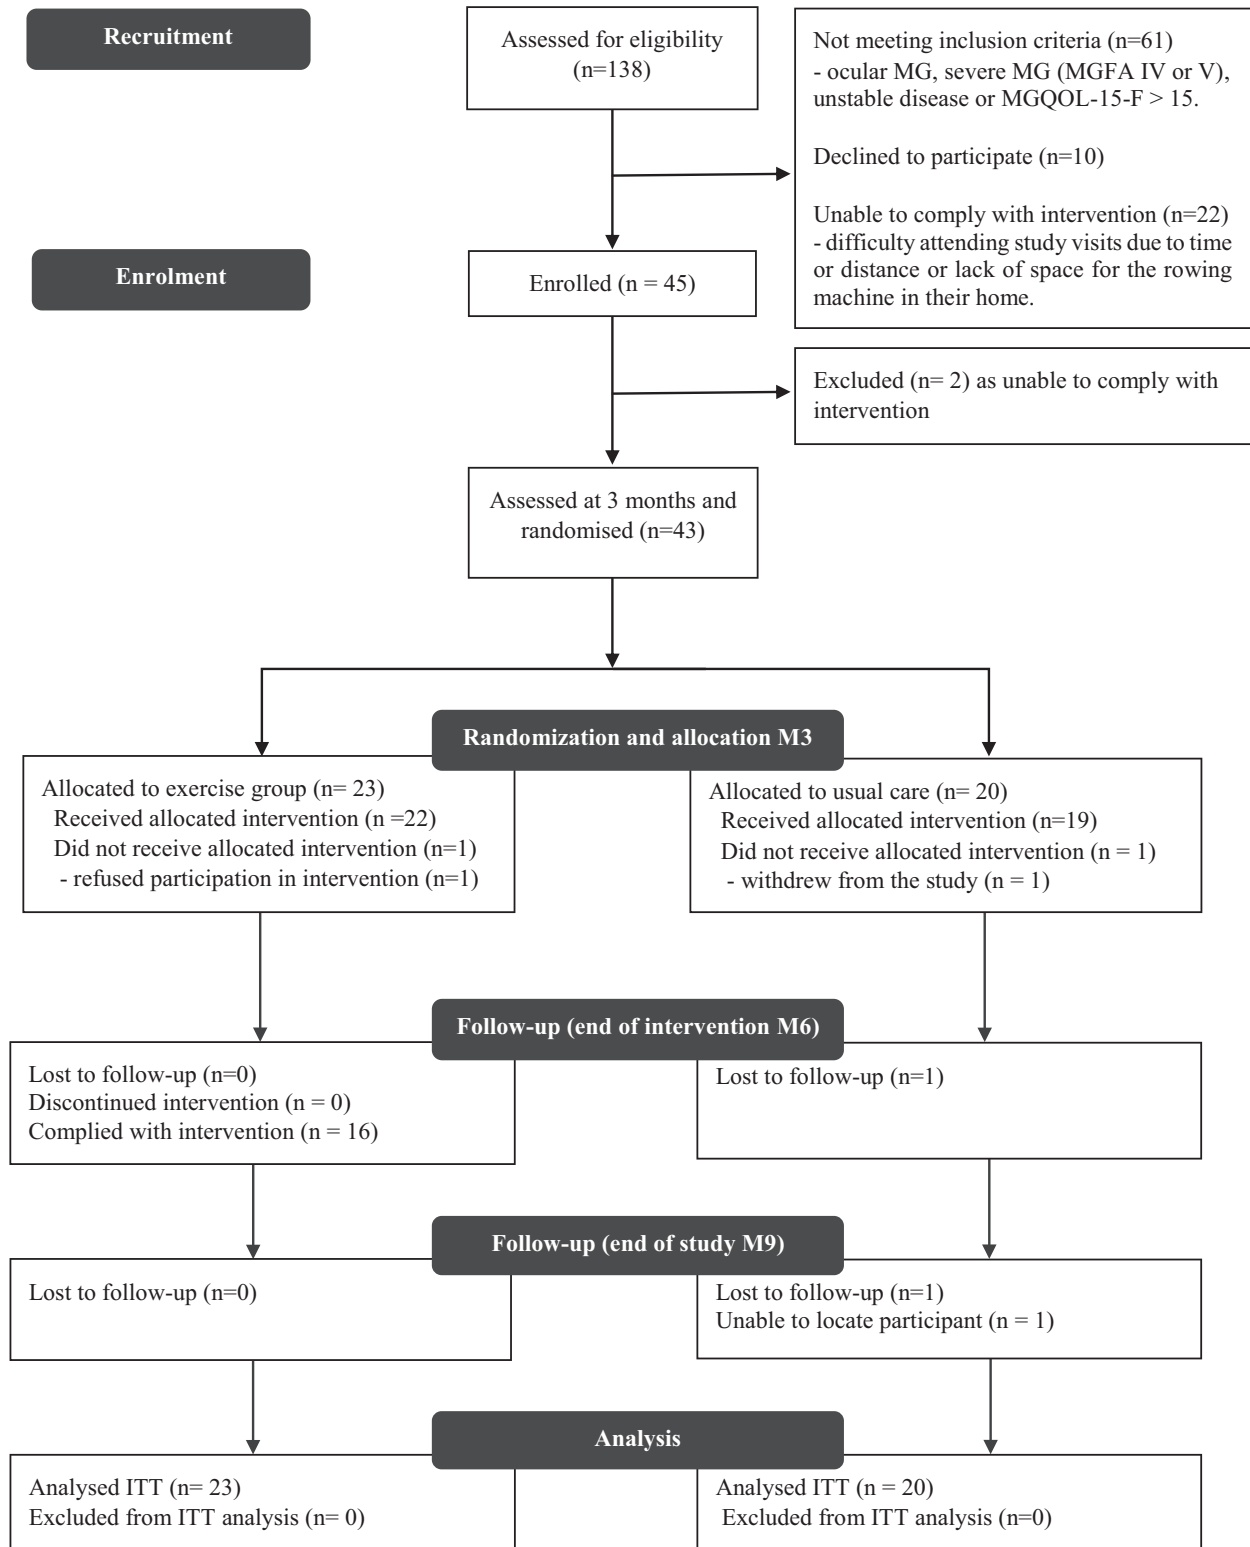 Recruitment
Assessed for eligibility
(n=138)
Not meeting inclusion criteria (n=61)
- ocular MG, severe MG (MGFA IV or V),
unstable disease or MGQOL-15-F > 15.
Declined to participate (n=10)
Unable to comply with intervention (n=22)
- difficulty attending study visits due to time
or distance or lack of space for the rowing
machine in their home.
Enrolment
Enrolled (n = 45)
Excluded (n= 2) as unable to comply with
intervention
Assessed at 3 months and
randomised (n=43)
Randomization and allocation M3
Allocated to exercise group (n= 23)
Received allocated intervention (n =22)
Did not receive allocated intervention (n=1)
- refused participation in intervention (n=1)
Allocated to usual care (n= 20)
Received allocated intervention (n=19)
Did not receive allocated intervention (n = 1)
- withdrew from the study (n = 1)
Follow-up (end of intervention M6)
Lost to follow-up (n=0)
Discontinued intervention (n = 0)
Complied with intervention (n = 16)
Lost to follow-up (n=1)
Follow-up (end of study M9)
Lost to follow-up (n=0)
Lost to follow-up (n=1)
Unable to locate participant (n = 1)
Analysis
Analysed ITT (n= 23)
Excluded from ITT analysis (n= 0)
Analysed ITT (n = 20)
Excluded from ITT analysis (n=0)